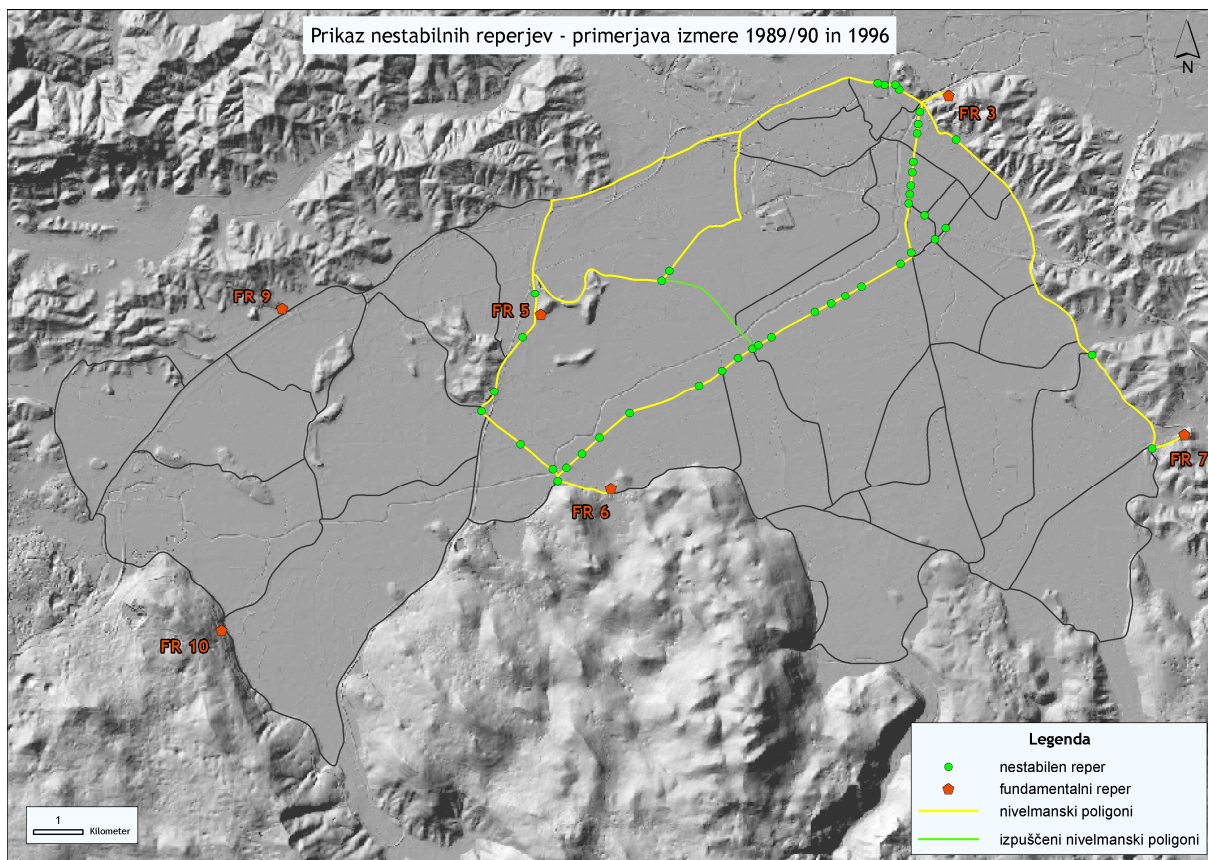 Prikaz nestabilnih reperjev - primerjava izmere 1989/90 in 1996
N
FR 3
FR 9
FR 5
FR 7
FR 6
FR 10
Legenda
nestabilen reper
fundamentalni reper
nivelmanski poligoni
izpuščeni nivelmanski poligoni
1
Kilometer